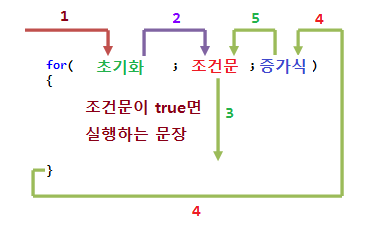 1 2 5 4
for( 초기화 ; 조건문 ; 증가식 )
{
조건문이 true면 3
실행하는 문장
}
4